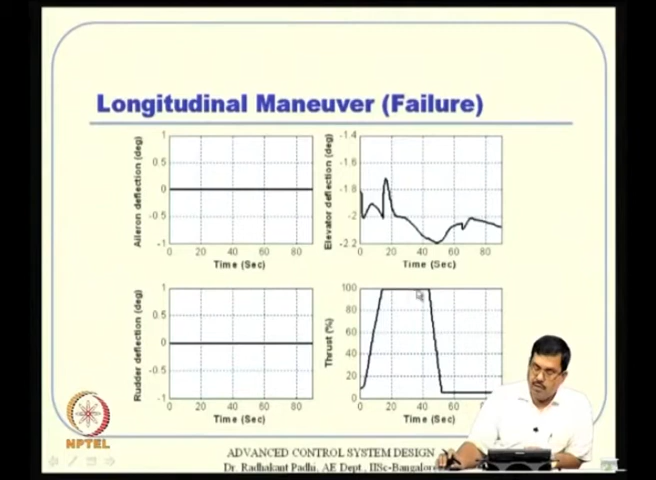 Longitudinal Maneuver (Failure)
Aileron deflection (deg)
1
0.5
0
-0.5
-1
0 20 40 60 80
Time (Sec)
Elevator deflection (deg)
-1.4
-1.6
-1.8
-2
-2.2
0 20 40 60 80
Time (Sec)
Rudder deflection (deg)
1
0.5
0
-0.5
-1
0 20 40 60 80
Time (Sec)
Thrust (%)
100
80
60
40
20
0
0 20 40 60 80
Time (Sec)
NPTEL
ADVANCED CONTROL SYSTEM DESIGN
Dr. Radhakant Padhi, AE Dept., IISc-Bangalore